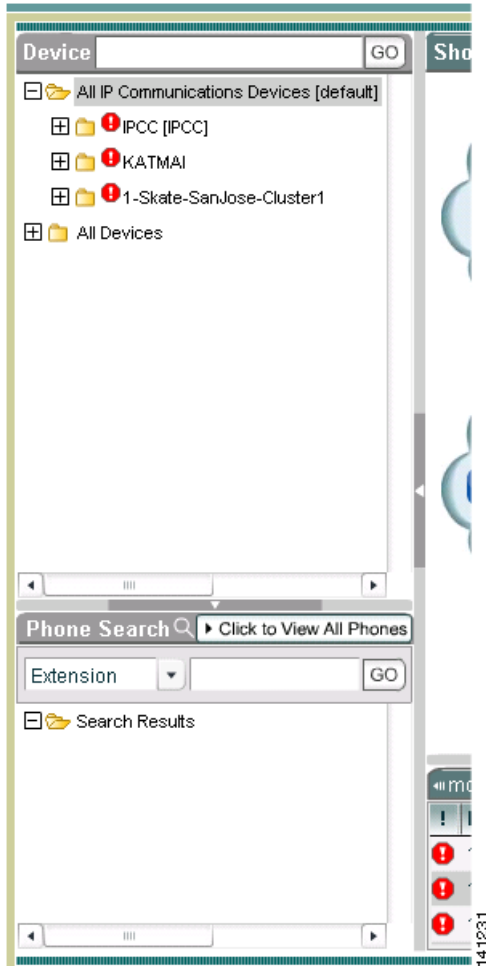 Device GO
Sho
All IP Communications Devices [default]
IPCC [IPCC]
KATMAI
1-Skate-SanJose-Cluster1
All Devices
Phone Search Click to View All Phones
Extension GO
Search Results
mo
!
141231